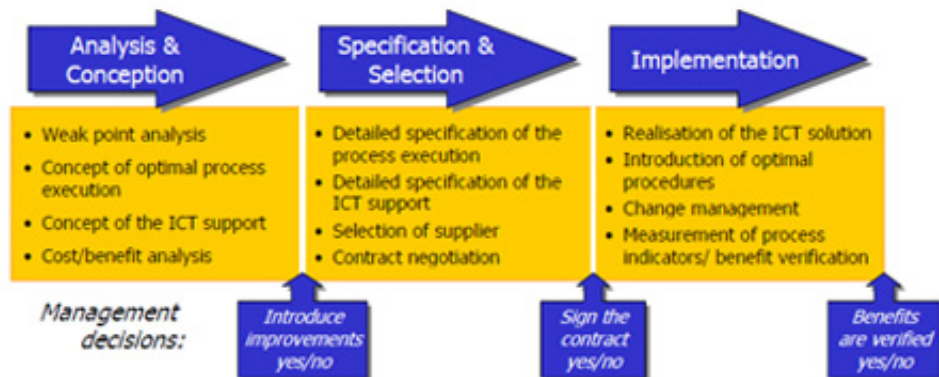 Analysis &
Conception
Specification &
Selection
Implementation
• Weak point analysis
• Concept of optimal process
execution
• Concept of the ICT support
• Cost/benefit analysis
• Detailed specification of the
process execution
• Detailed specification of the
ICT support
• Selection of supplier
• Contract negotiation
• Realisation of the ICT solution
• Introduction of optimal
procedures
• Change management
• Measurement of process
indicators/ benefit verification
Management
decisions:
Introduce
improvements
yes/no
Sign the
contract
yes/no
Benefits
are verified
yes/no